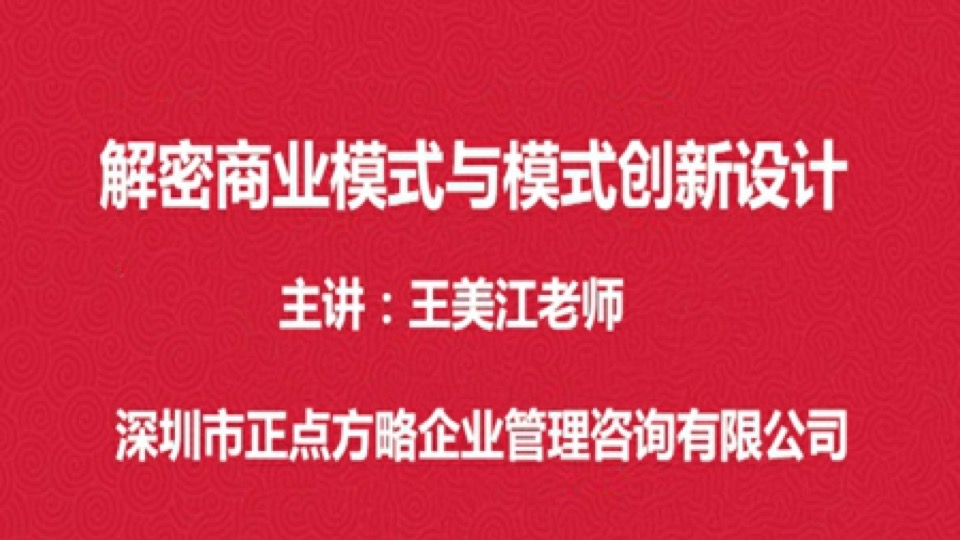 解密商业模式与模式创新设计
主讲：王美江老师
深圳市正点方略企业管理咨询有限公司